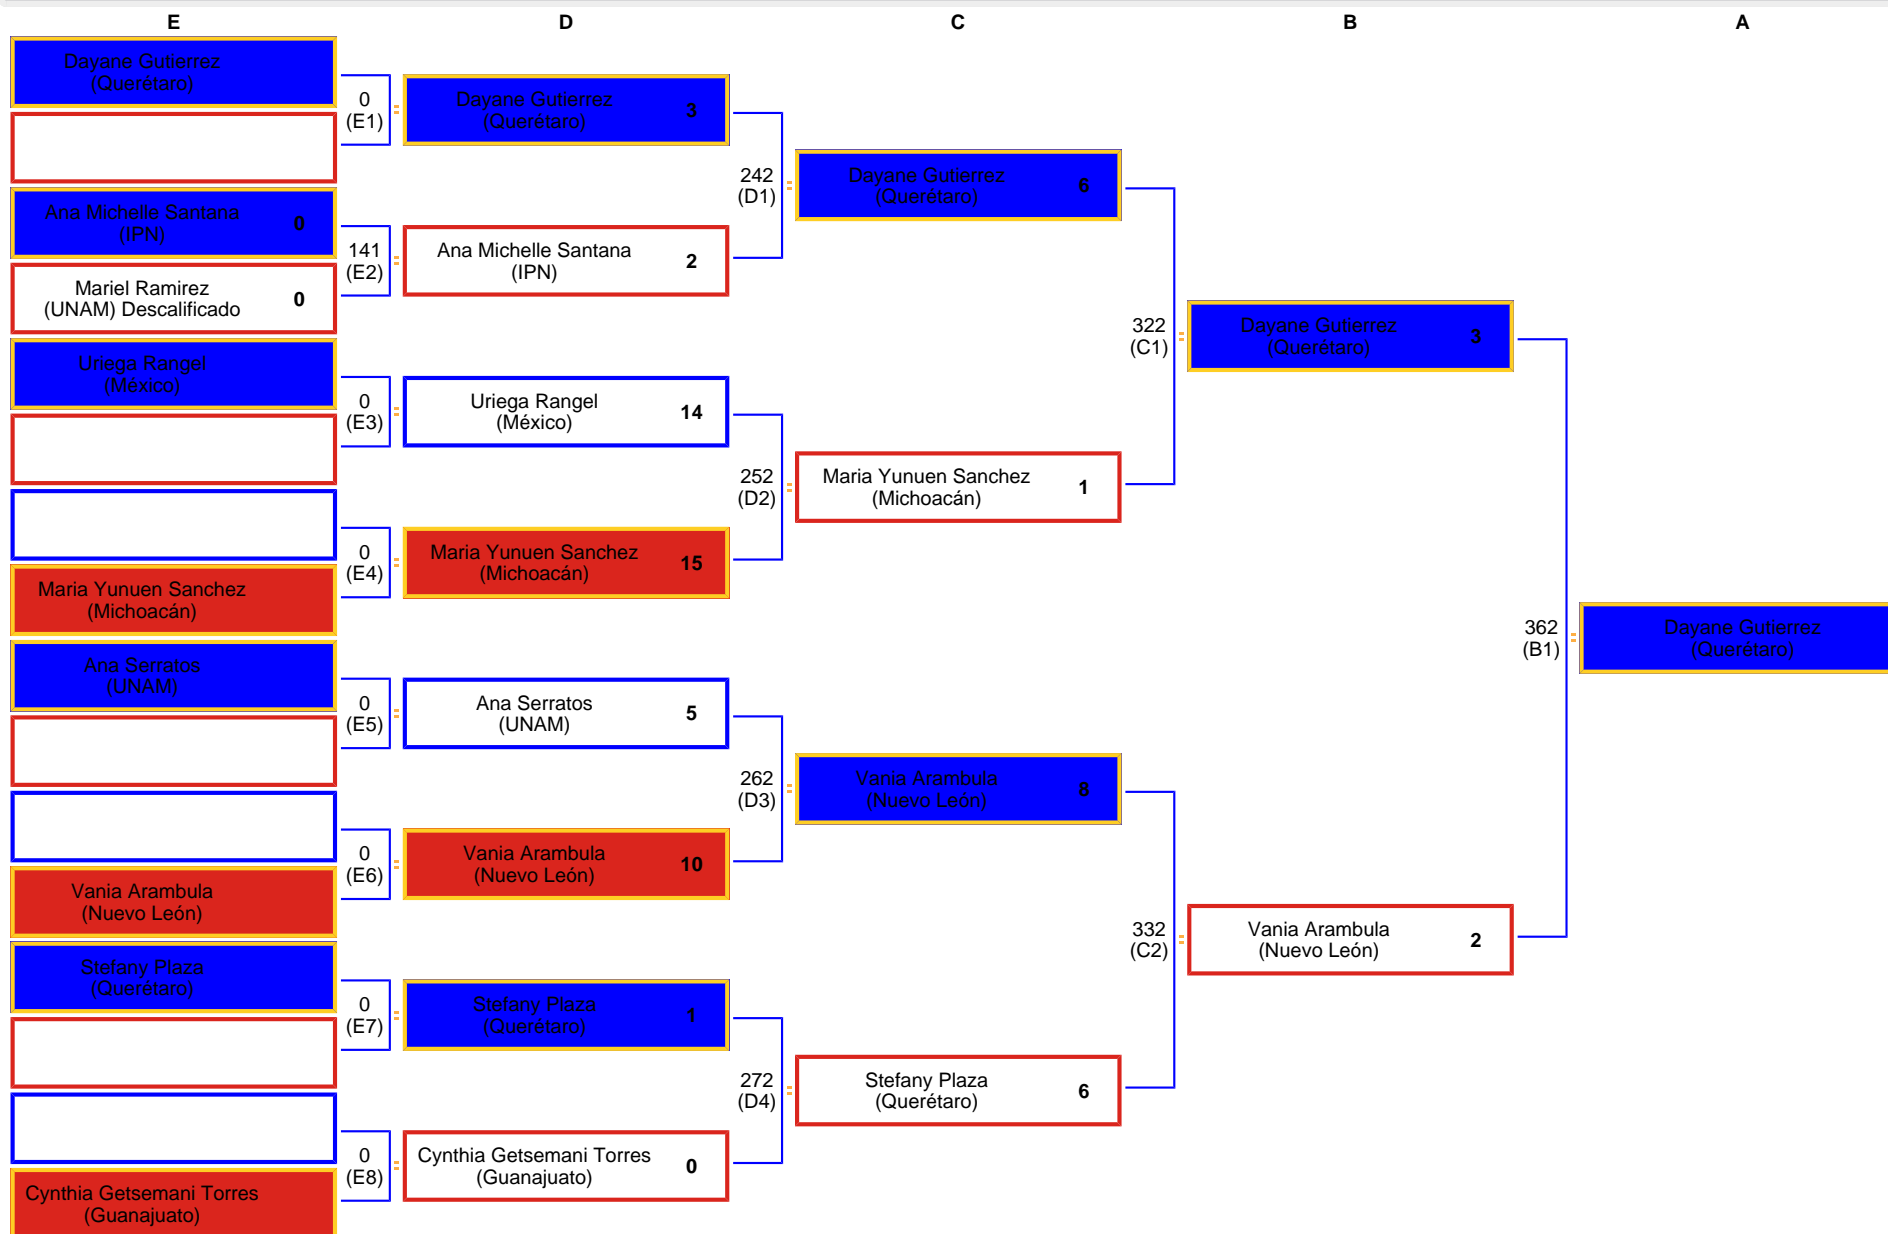 E
D
C
B
A
Dayane Gutierrez
(Querétaro)
0
(E1)
Ana Michelle Santana 0
(IPN)
141
(E2)
Mariel Ramirez 0
(UNAM) Descalificado
Uriega Rangel
(México)
0
(E3)
0
(E4)
Maria Yunuen Sanchez
(Michoacán)
Ana Serratos
(UNAM)
0
(E5)
0
(E6)
Vania Arambula
(Nuevo León)
Stefany Plaza
(Querétaro)
0
(E7)
0
(E8)
Cynthia Getsemani Torres
(Guanajuato)
Dayane Gutierrez 3
(Querétaro)
242
(D1)
Ana Michelle Santana 2
(IPN)
Uriega Rangel 14
(México)
252
(D2)
Maria Yunuen Sanchez 15
(Michoacán)
Ana Serratos 5
(UNAM)
262
(D3)
Vania Arambula 10
(Nuevo León)
Stefany Plaza 1
(Querétaro)
272
(D4)
Cynthia Getsemani Torres 0
(Guanajuato)
Dayane Gutierrez 6
(Querétaro)
322
(C1)
Maria Yunuen Sanchez 1
(Michoacán)
Vania Arambula 8
(Nuevo León)
332
(C2)
Stefany Plaza 6
(Querétaro)
Dayane Gutierrez 3
(Querétaro)
362
(B1)
Vania Arambula 2
(Nuevo León)
Dayane Gutierrez
(Querétaro)